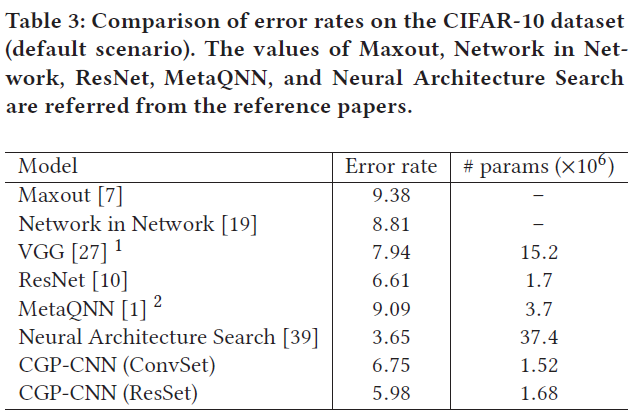 Table 3: Comparison of error rates on the CIFAR-10 dataset
(default scenario). The values of Maxout, Network in Net-
work, ResNet, MetaQNN, and Neural Architecture Search
are referred from the reference papers.
Model Error rate # params (×10⁶)
Maxout [7] 9.38 –
Network in Network [19] 8.81 –
VGG [27] ¹ 7.94 15.2
ResNet [10] 6.61 1.7
MetaQNN [1] ² 9.09 3.7
Neural Architecture Search [39] 3.65 37.4
CGP-CNN (ConvSet) 6.75 1.52
CGP-CNN (ResSet) 5.98 1.68